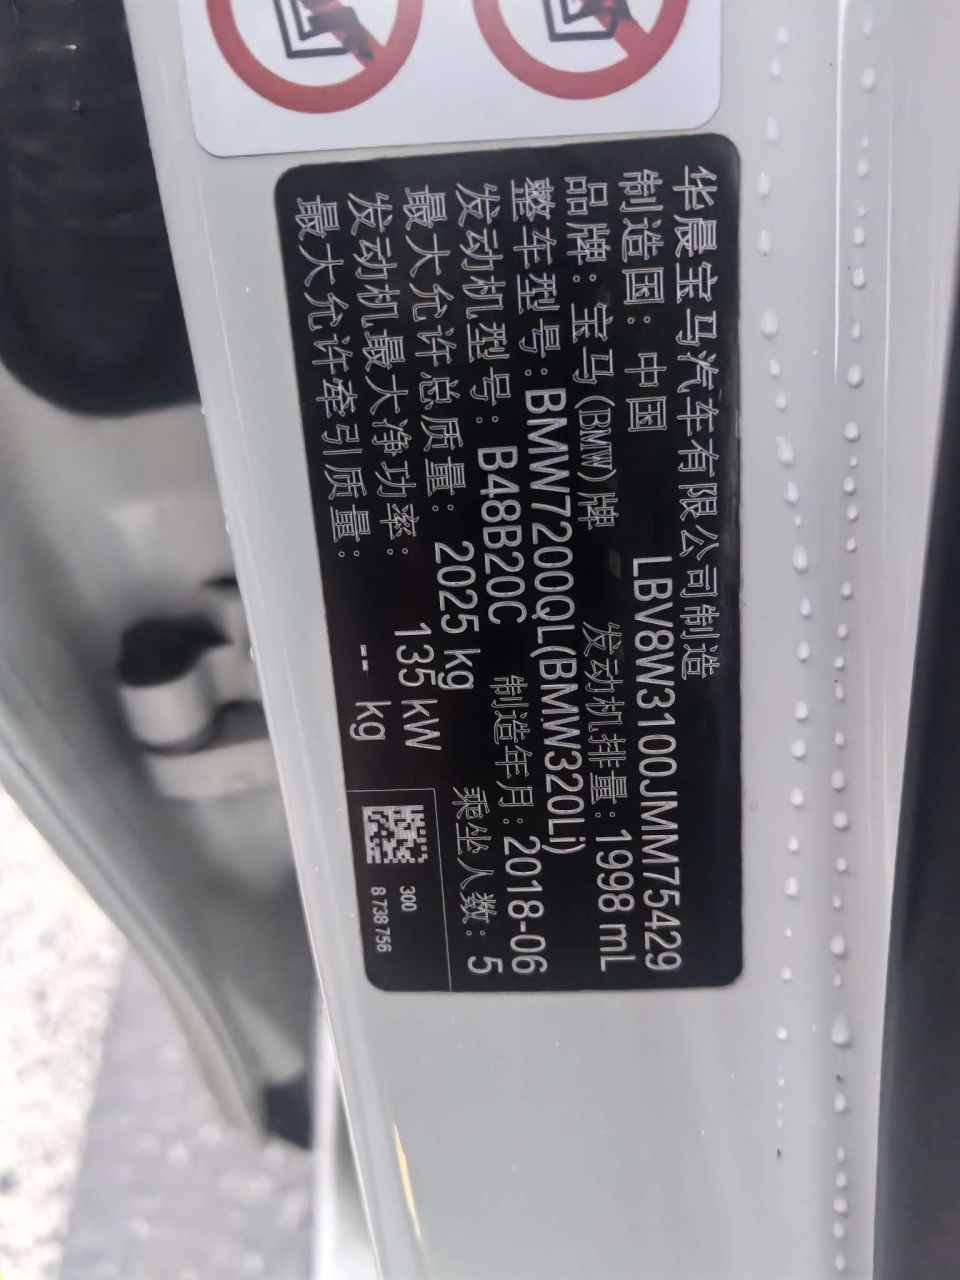 华晨宝马汽车有限公司制造
制造国：中国 LBV8W3100JMM75429
品牌：宝马(BMW)牌 发动机排量：1998 mL
整车型号：BMW7200QL(BMW320Li)
发动机型号：B48B20C 制造年月：2018-06
最大允许总质量：2025 kg 乘坐人数：5
发动机最大净功率：135 kW
最大允许牵引质量：-- kg
300
8 738 756